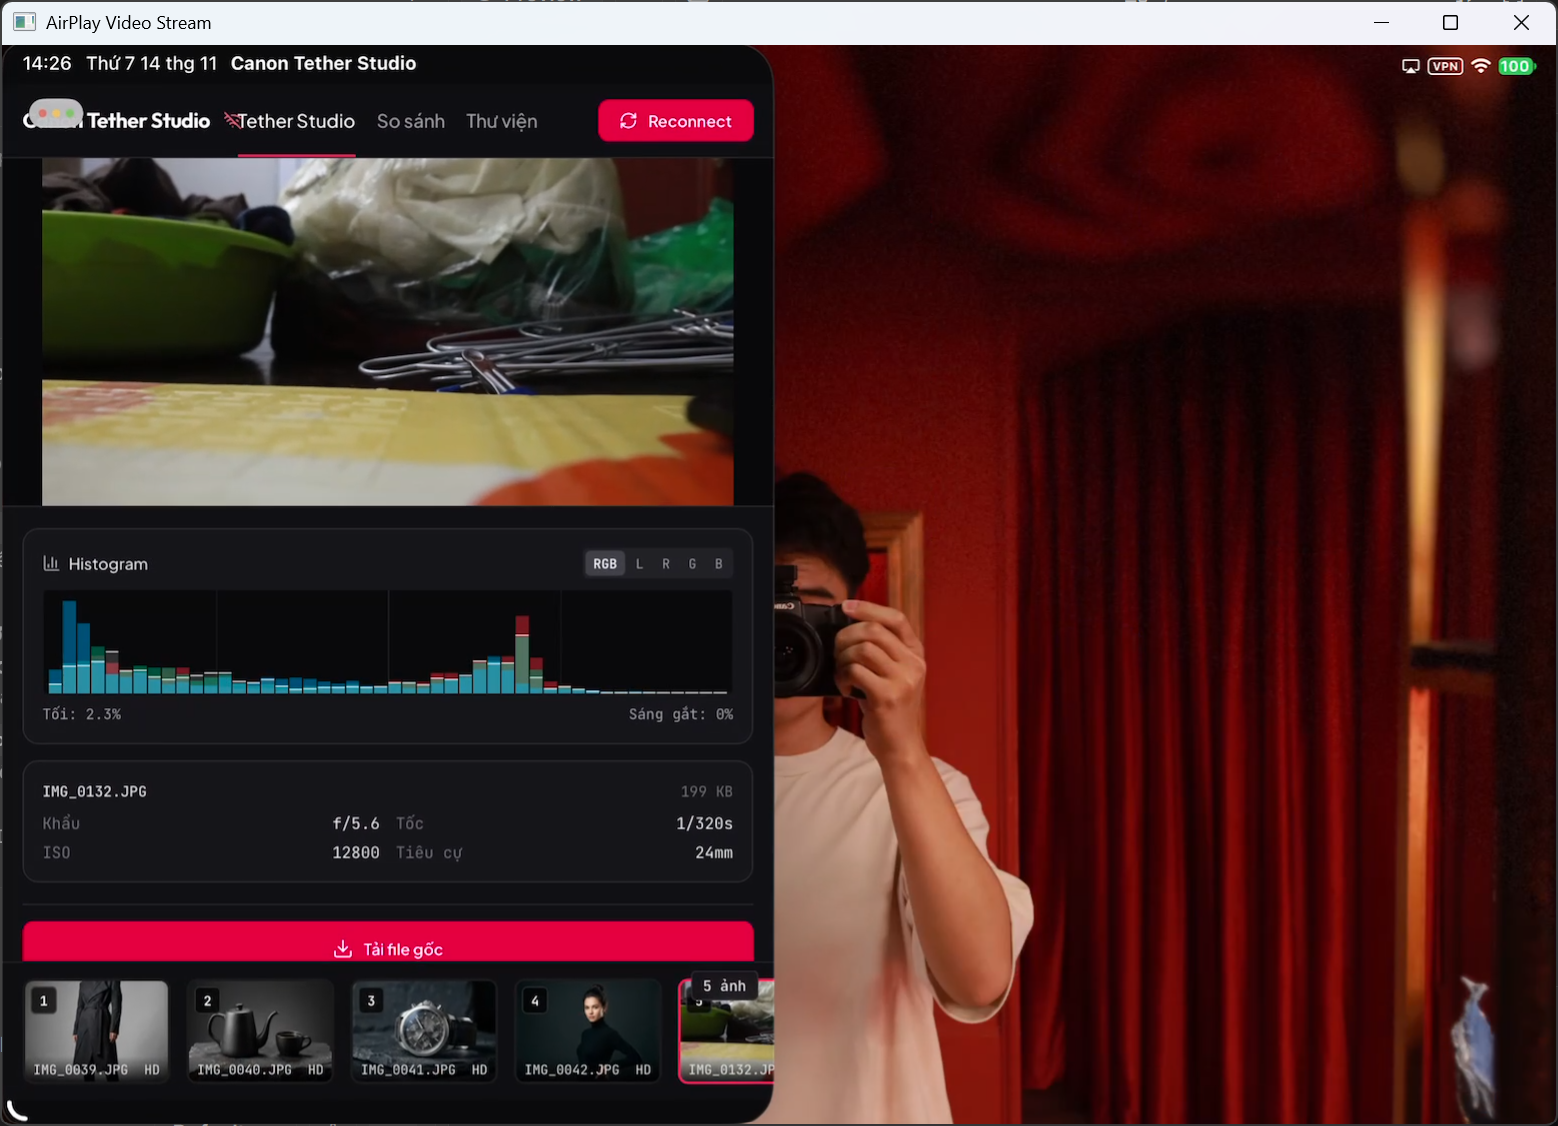 AirPlay Video Stream
14:26 Thứ 7 14 thg 11 Canon Tether Studio
VPN 100
Tether Studio Tether Studio So sánh Thư viện Reconnect
Histogram RGB L R G B
Tối: 2.3% Sáng gắt: 0%
IMG_0132.JPG 199 KB
Khẩu f/5.6 Tốc 1/320s
ISO 12800 Tiêu cự 24mm
Tải file gốc
5 ảnh
1 2 3 4 5
IMG_0039.JPG HD IMG_0040.JPG HD IMG_0041.JPG HD IMG_0042.JPG HD IMG_0132.JP